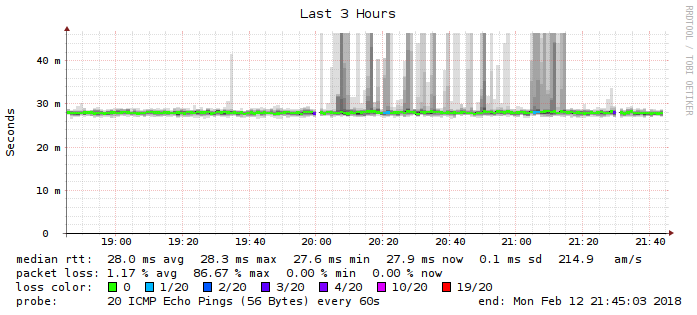 Last 3 Hours
RRDTOOL / TOBI OETIKER
Seconds
40 m
30 m
20 m
10 m
0
19:00 19:20 19:40 20:00 20:20 20:40 21:00 21:20 21:40
median rtt: 28.0 ms avg 28.3 ms max 27.6 ms min 27.9 ms now 0.1 ms sd 214.9 am/s
packet loss: 1.17 % avg 86.67 % max 0.00 % min 0.00 % now
loss color: 0 1/20 2/20 3/20 4/20 10/20 19/20
probe: 20 ICMP Echo Pings (56 Bytes) every 60s end: Mon Feb 12 21:45:03 2018